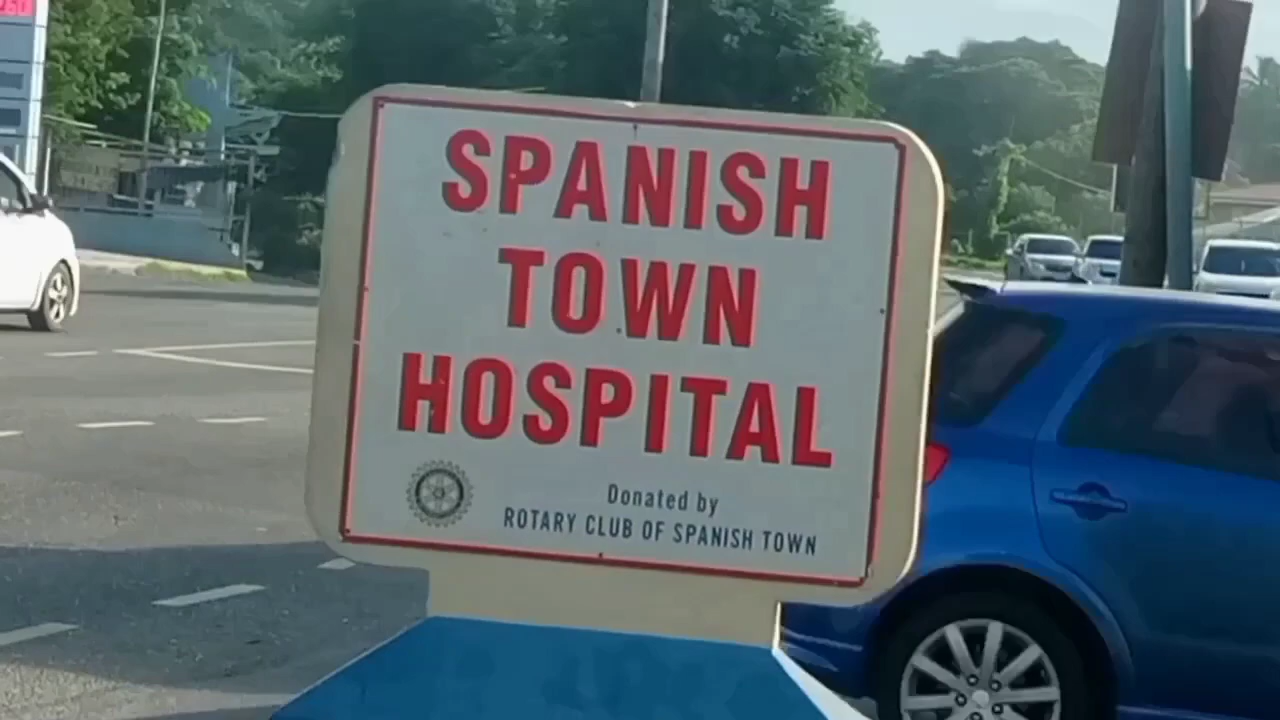 SPANISH
TOWN
HOSPITAL
Donated by
ROTARY CLUB OF SPANISH TOWN